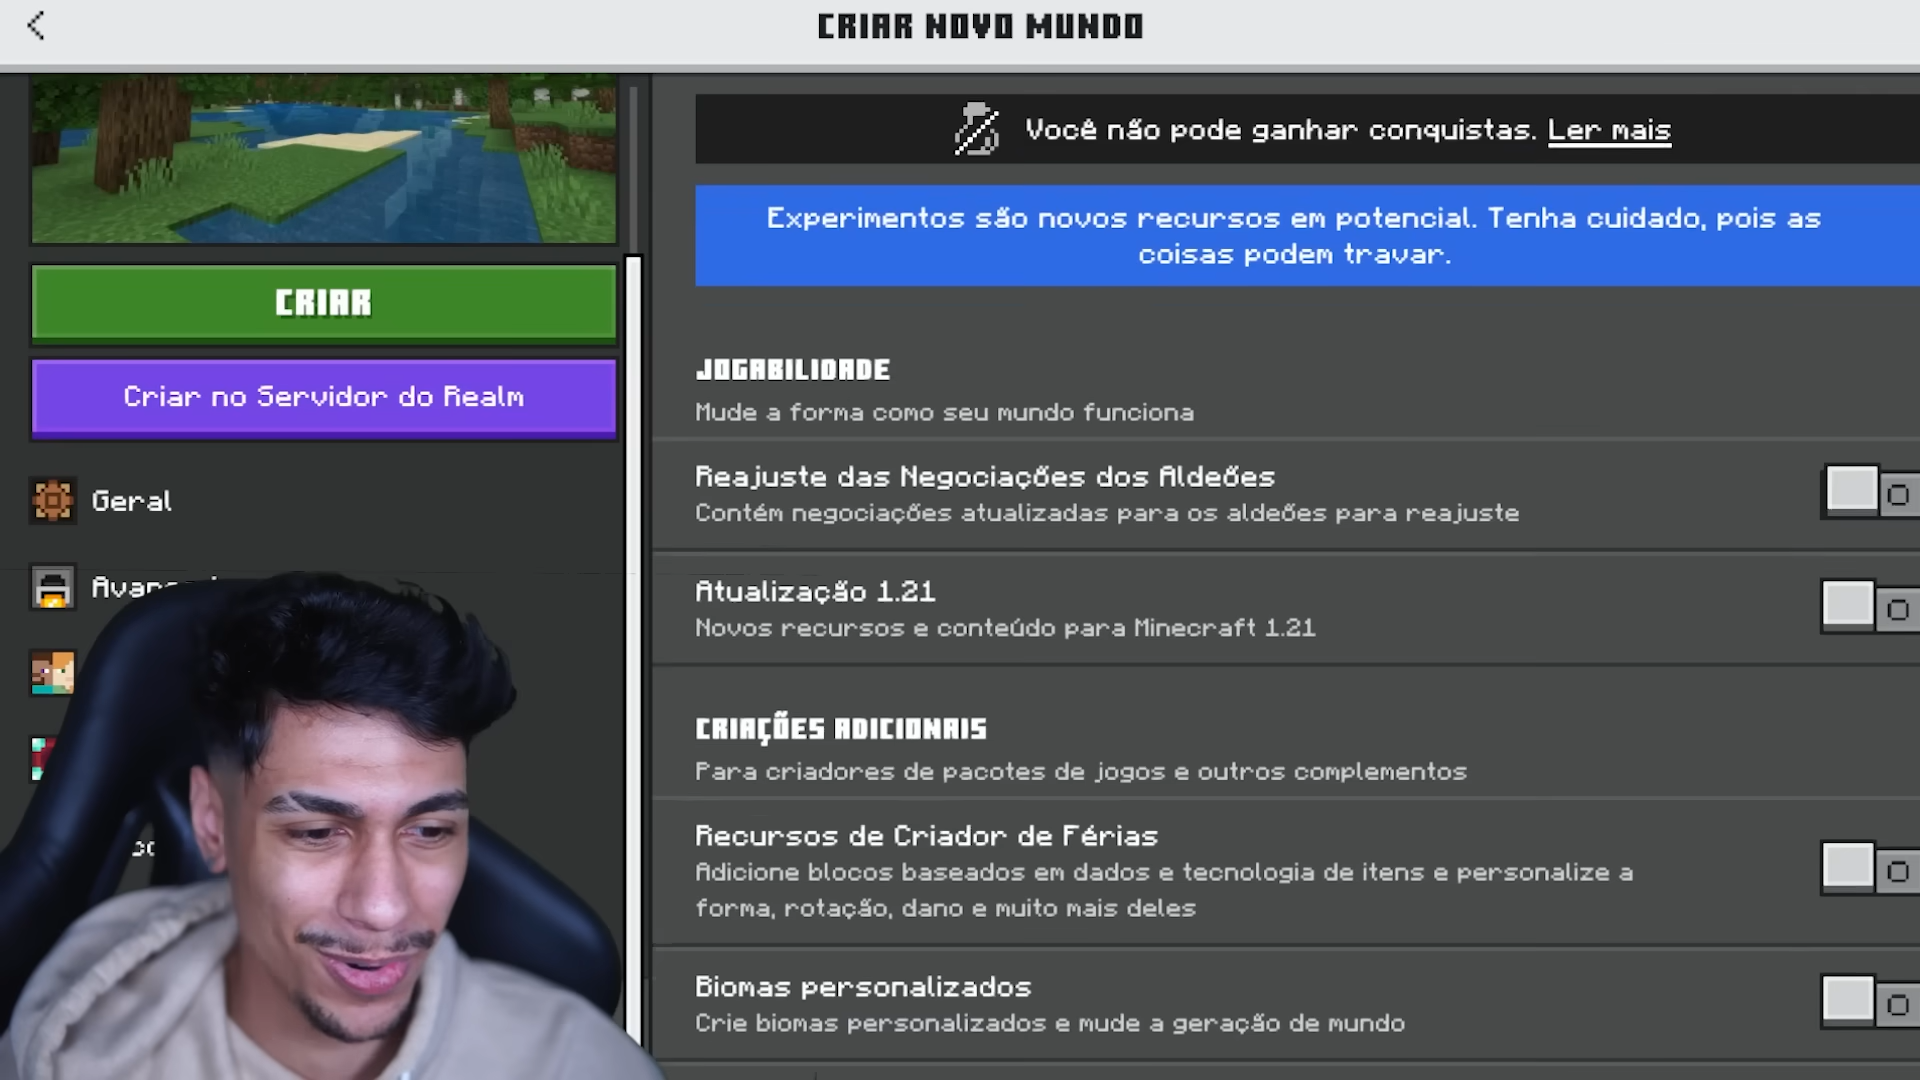 CRIAR NOVO MUNDO
Você não pode ganhar conquistas. Ler mais
Experimentos são novos recursos em potencial. Tenha cuidado, pois as
coisas podem travar.
CRIAR
Criar no Servidor do Realm
Geral
JOGABILIDADE
Mude a forma como seu mundo funciona
Reajuste das Negociações dos Aldeões
Contém negociações atualizadas para os aldeões para reajuste
Atualização 1.21
Novos recursos e conteúdo para Minecraft 1.21
CRIAÇÕES ADICIONAIS
Para criadores de pacotes de jogos e outros complementos
Recursos de Criador de Férias
Adicione blocos baseados em dados e tecnologia de itens e personalize a
forma, rotação, dano e muito mais deles
Biomas personalizados
Crie biomas personalizados e mude a geração de mundo